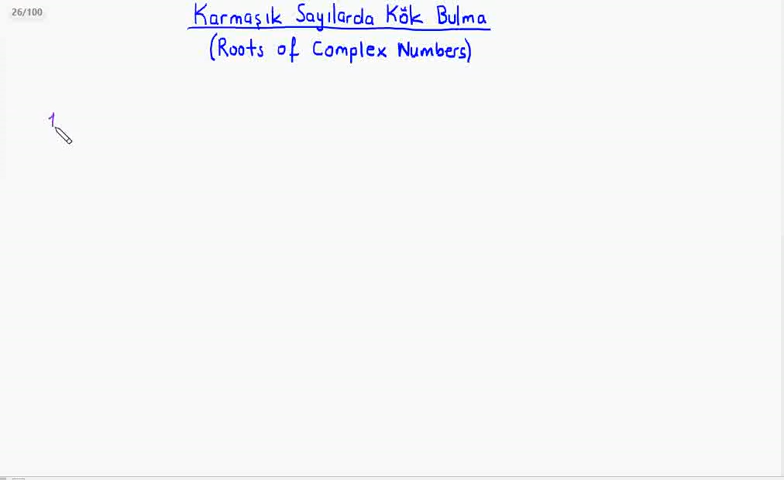 26/100
Karmaşık Sayılarda Kök Bulma
(Roots of Complex Numbers)
1